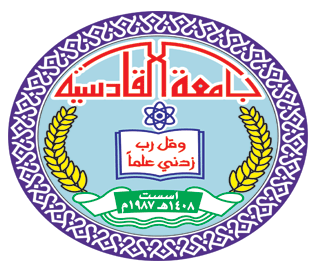 جامعة القادسية
وقل رب
زدني علماً
اسست
١٤٠٨هـ ١٩٨٧م